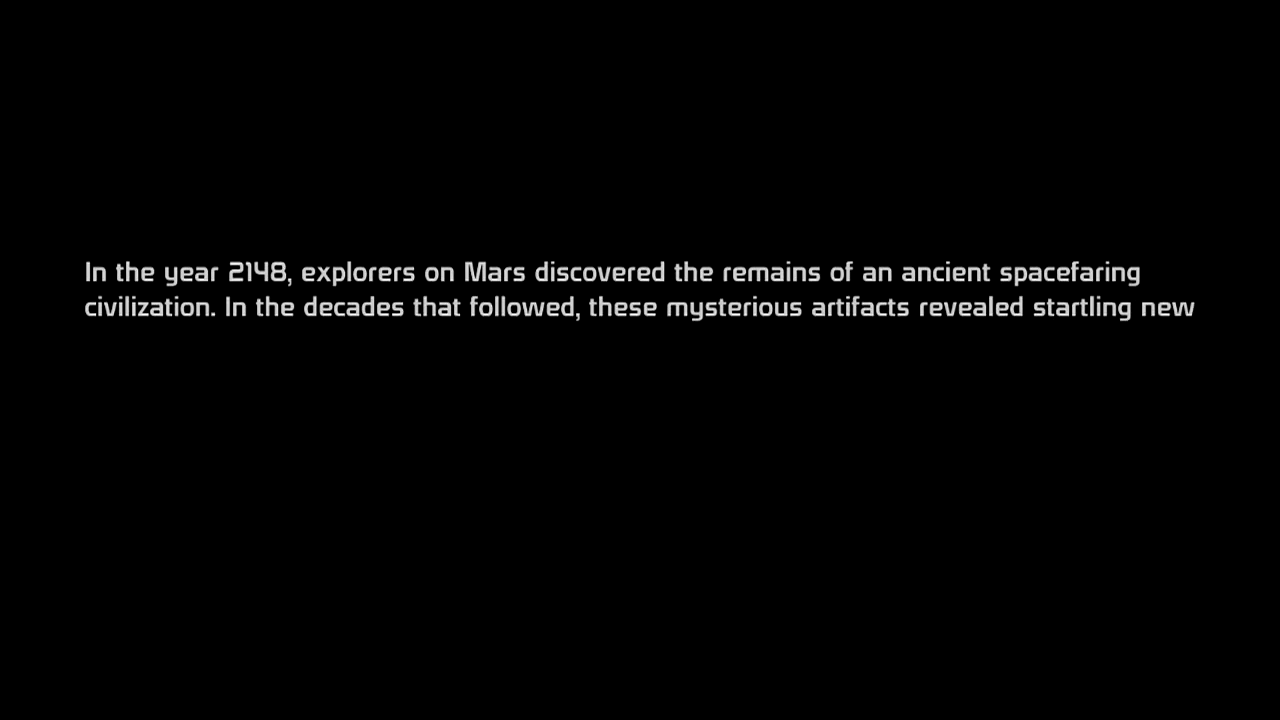 In the year 2148, explorers on Mars discovered the remains of an ancient spacefaring
civilization. In the decades that followed, these mysterious artifacts revealed startling new